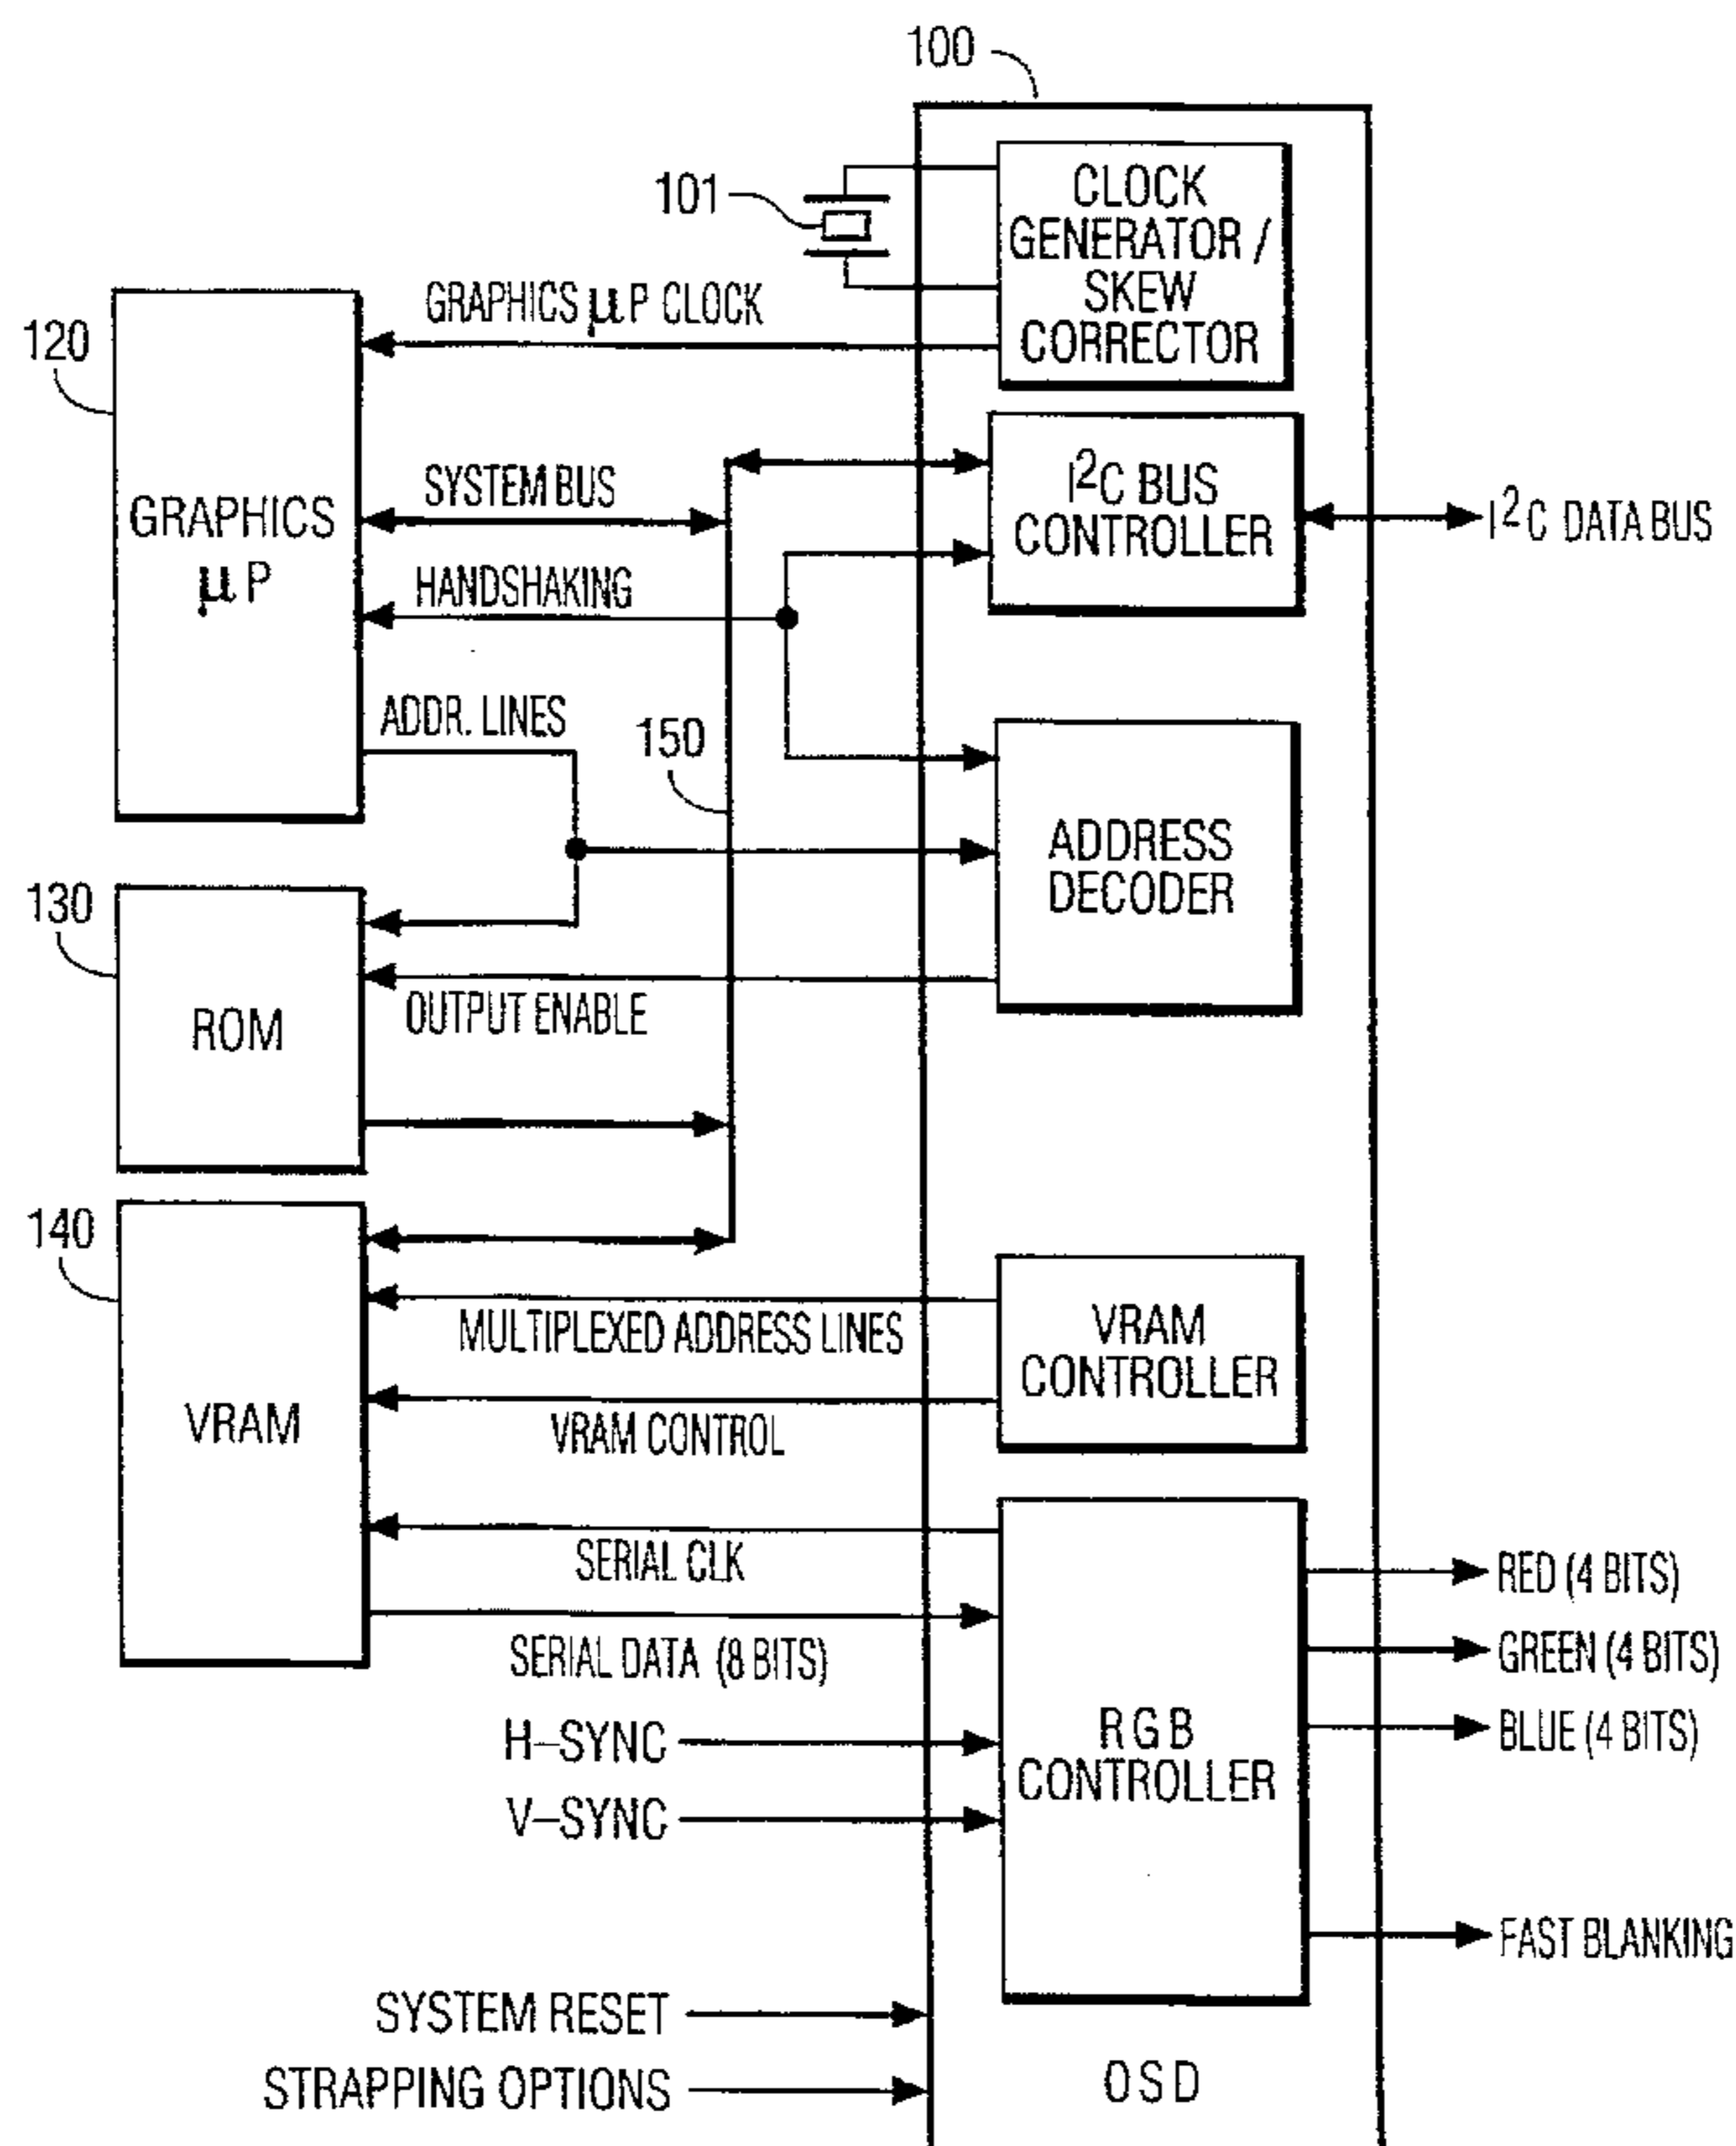 100
101
CLOCK
GENERATOR /
SKEW
CORRECTOR
GRAPHICS μP CLOCK
120
GRAPHICS
μP
SYSTEM BUS
HANDSHAKING
ADDR. LINES
I²C BUS
CONTROLLER
I²C DATA BUS
150
ADDRESS
DECODER
130
ROM
OUTPUT ENABLE
140
VRAM
MULTIPLEXED ADDRESS LINES
VRAM CONTROL
VRAM
CONTROLLER
SERIAL CLK
SERIAL DATA (8 BITS)
H–SYNC
V–SYNC
RGB
CONTROLLER
RED (4 BITS)
GREEN (4 BITS)
BLUE (4 BITS)
FAST BLANKING
SYSTEM RESET
STRAPPING OPTIONS
OSD